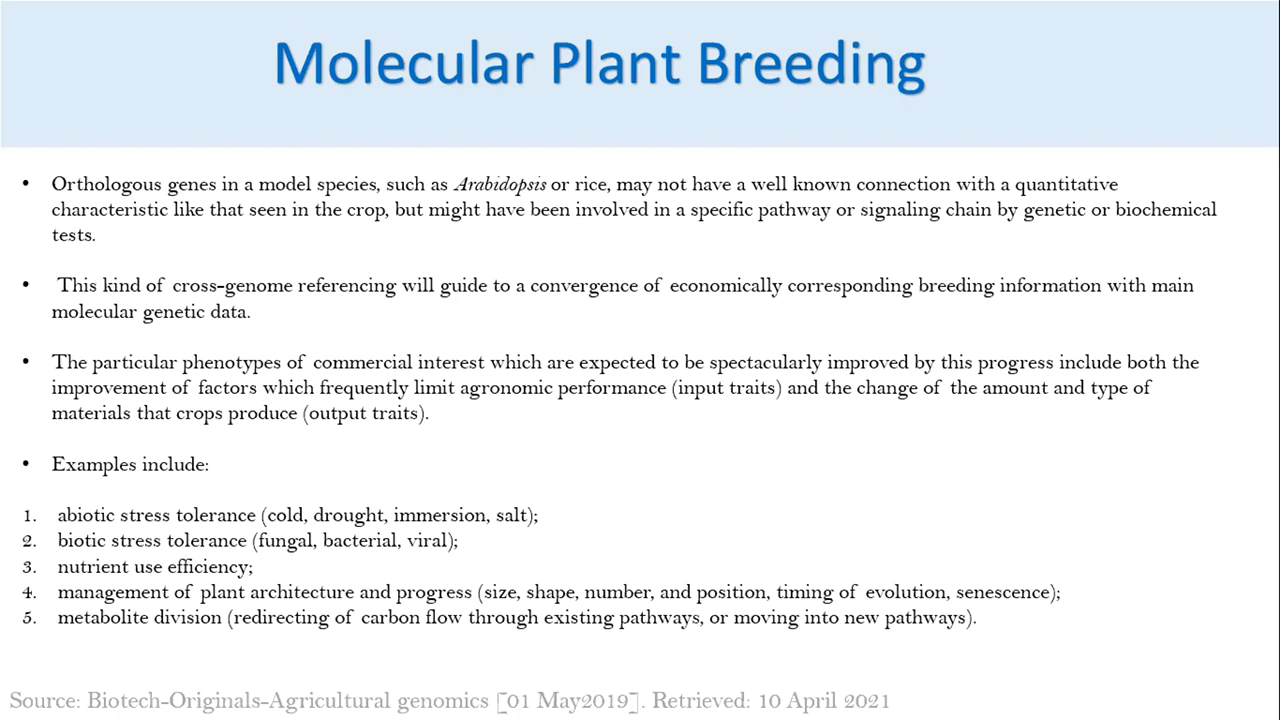 Molecular Plant Breeding
• Orthologous genes in a model species, such as Arabidopsis or rice, may not have a well known connection with a quantitative
characteristic like that seen in the crop, but might have been involved in a specific pathway or signaling chain by genetic or biochemical
tests.
• This kind of cross-genome referencing will guide to a convergence of economically corresponding breeding information with main
molecular genetic data.
• The particular phenotypes of commercial interest which are expected to be spectacularly improved by this progress include both the
improvement of factors which frequently limit agronomic performance (input traits) and the change of the amount and type of
materials that crops produce (output traits).
• Examples include:
1. abiotic stress tolerance (cold, drought, immersion, salt);
2. biotic stress tolerance (fungal, bacterial, viral);
3. nutrient use efficiency;
4. management of plant architecture and progress (size, shape, number, and position, timing of evolution, senescence);
5. metabolite division (redirecting of carbon flow through existing pathways, or moving into new pathways).
Source: Biotech-Originals-Agricultural genomics [01 May2019]. Retrieved: 10 April 2021